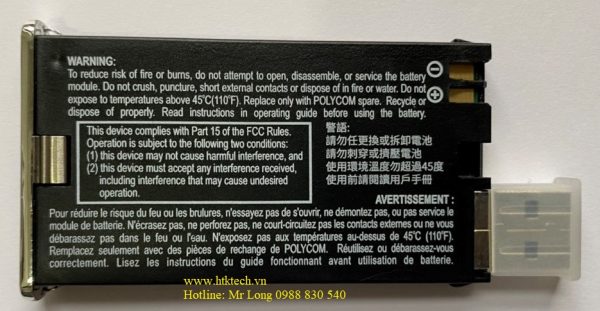 WARNING:
To reduce risk of fire or burns, do not attempt to open, disassemble, or service the battery
module. Do not crush, puncture, short external contacts or dispose of in fire or water. Do not
expose to temperatures above 45°C(110°F). Replace only with POLYCOM spare. Recycle or
dispose of properly. Read instructions in operating guide before using the battery.
This device complies with Part 15 of the FCC Rules.
Operation is subject to the following two conditions:
(1) this device may not cause harmful interference, and
(2) this device must accept any interference received,
including interference that may cause undesired
operation.
警語:
請勿任更換或拆卸電池
請勿刺穿或擠壓電池
使用環境溫度勿超過45度
使用前請閱讀用戶手冊
AVERTISSEMENT :
Pour réduire le risque du feu ou les brulures, n'essayez pas de s'ouvrir, ne démontez pas, ou pas service le
module de batterie. N'écrasez pas, ne perforez pas, ne court-circuitez pas les contacts externes ou ne vous
débarassez pas dans le feu ou l'eau. N'exposez pas aux températures au-dessus de 45°C (110°F).
Remplacez seulement avec des pièces de rechange de POLYCOM. Réutilisez ou débarassez-vous
correctement. Lisez les instructions du guide fonctionnant avant utilisation de batterie.
www.htktech.vn
Hotline: Mr Long 0988 830 540